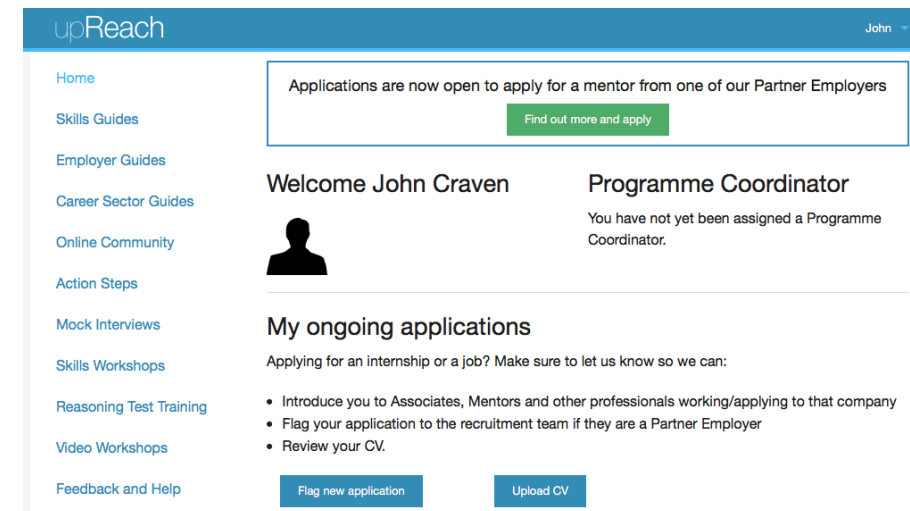 upReach
John
Home
Skills Guides
Employer Guides
Career Sector Guides
Online Community
Action Steps
Mock Interviews
Skills Workshops
Reasoning Test Training
Video Workshops
Feedback and Help
Applications are now open to apply for a mentor from one of our Partner Employers
Find out more and apply
Welcome John Craven
Programme Coordinator
You have not yet been assigned a Programme
Coordinator.
My ongoing applications
Applying for an internship or a job? Make sure to let us know so we can:
• Introduce you to Associates, Mentors and other professionals working/applying to that company
• Flag your application to the recruitment team if they are a Partner Employer
• Review your CV.
Flag new application
Upload CV